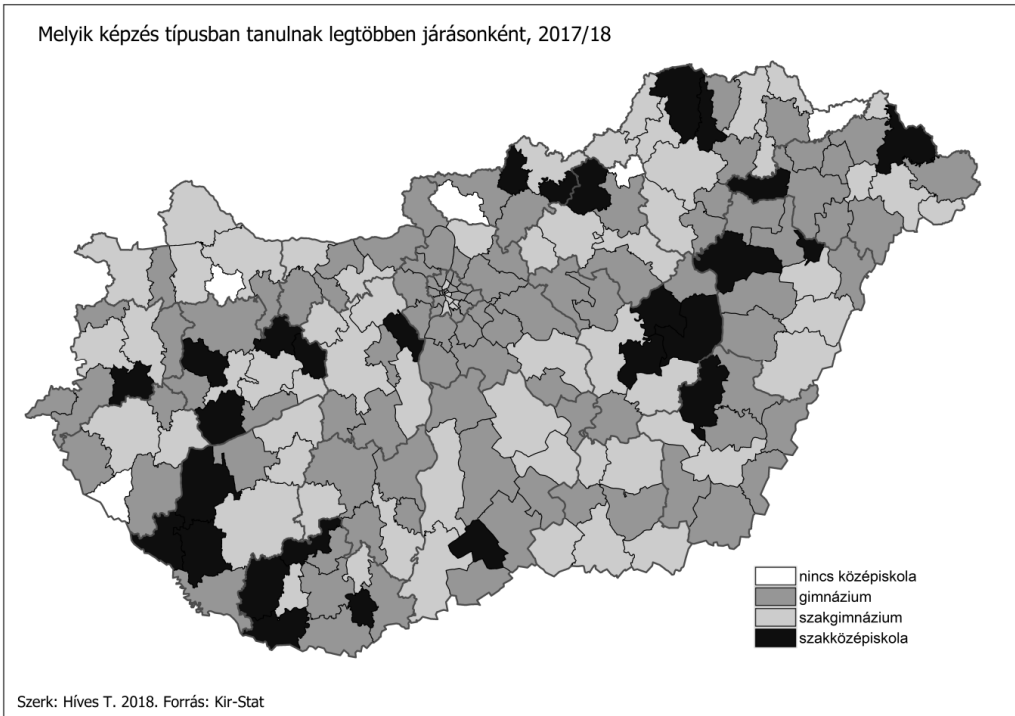 Melyik képzés típusban tanulnak legtöbben járásonként, 2017/18
nincs középiskola
gimnázium
szakgimnázium
szakközépiskola
Szerk: Híves T. 2018. Forrás: Kir-Stat